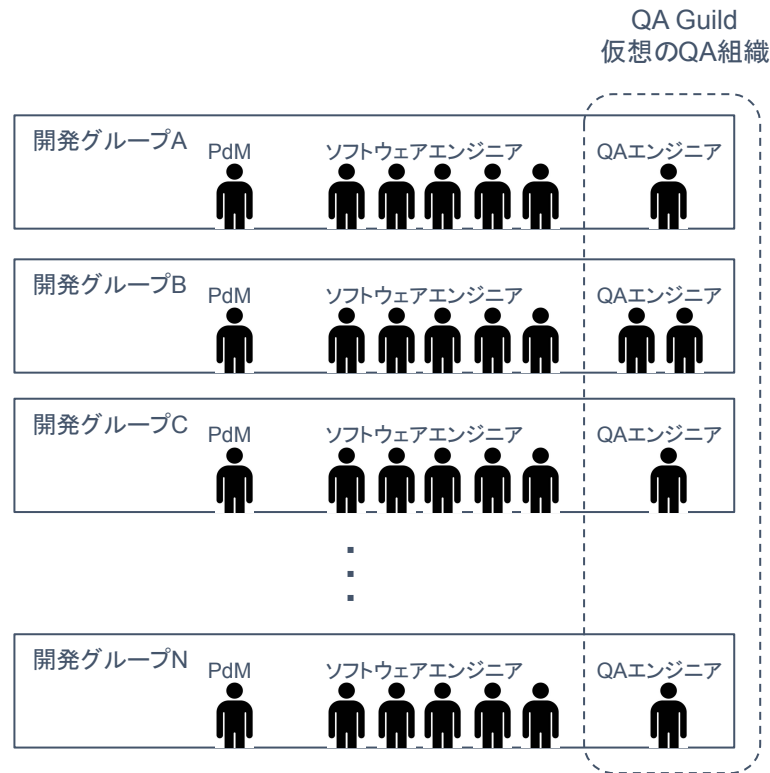 QA Guild
仮想のQA組織
開発グループA
PdM
ソフトウェアエンジニア
QAエンジニア
開発グループB
PdM
ソフトウェアエンジニア
QAエンジニア
開発グループC
PdM
ソフトウェアエンジニア
QAエンジニア
開発グループN
PdM
ソフトウェアエンジニア
QAエンジニア